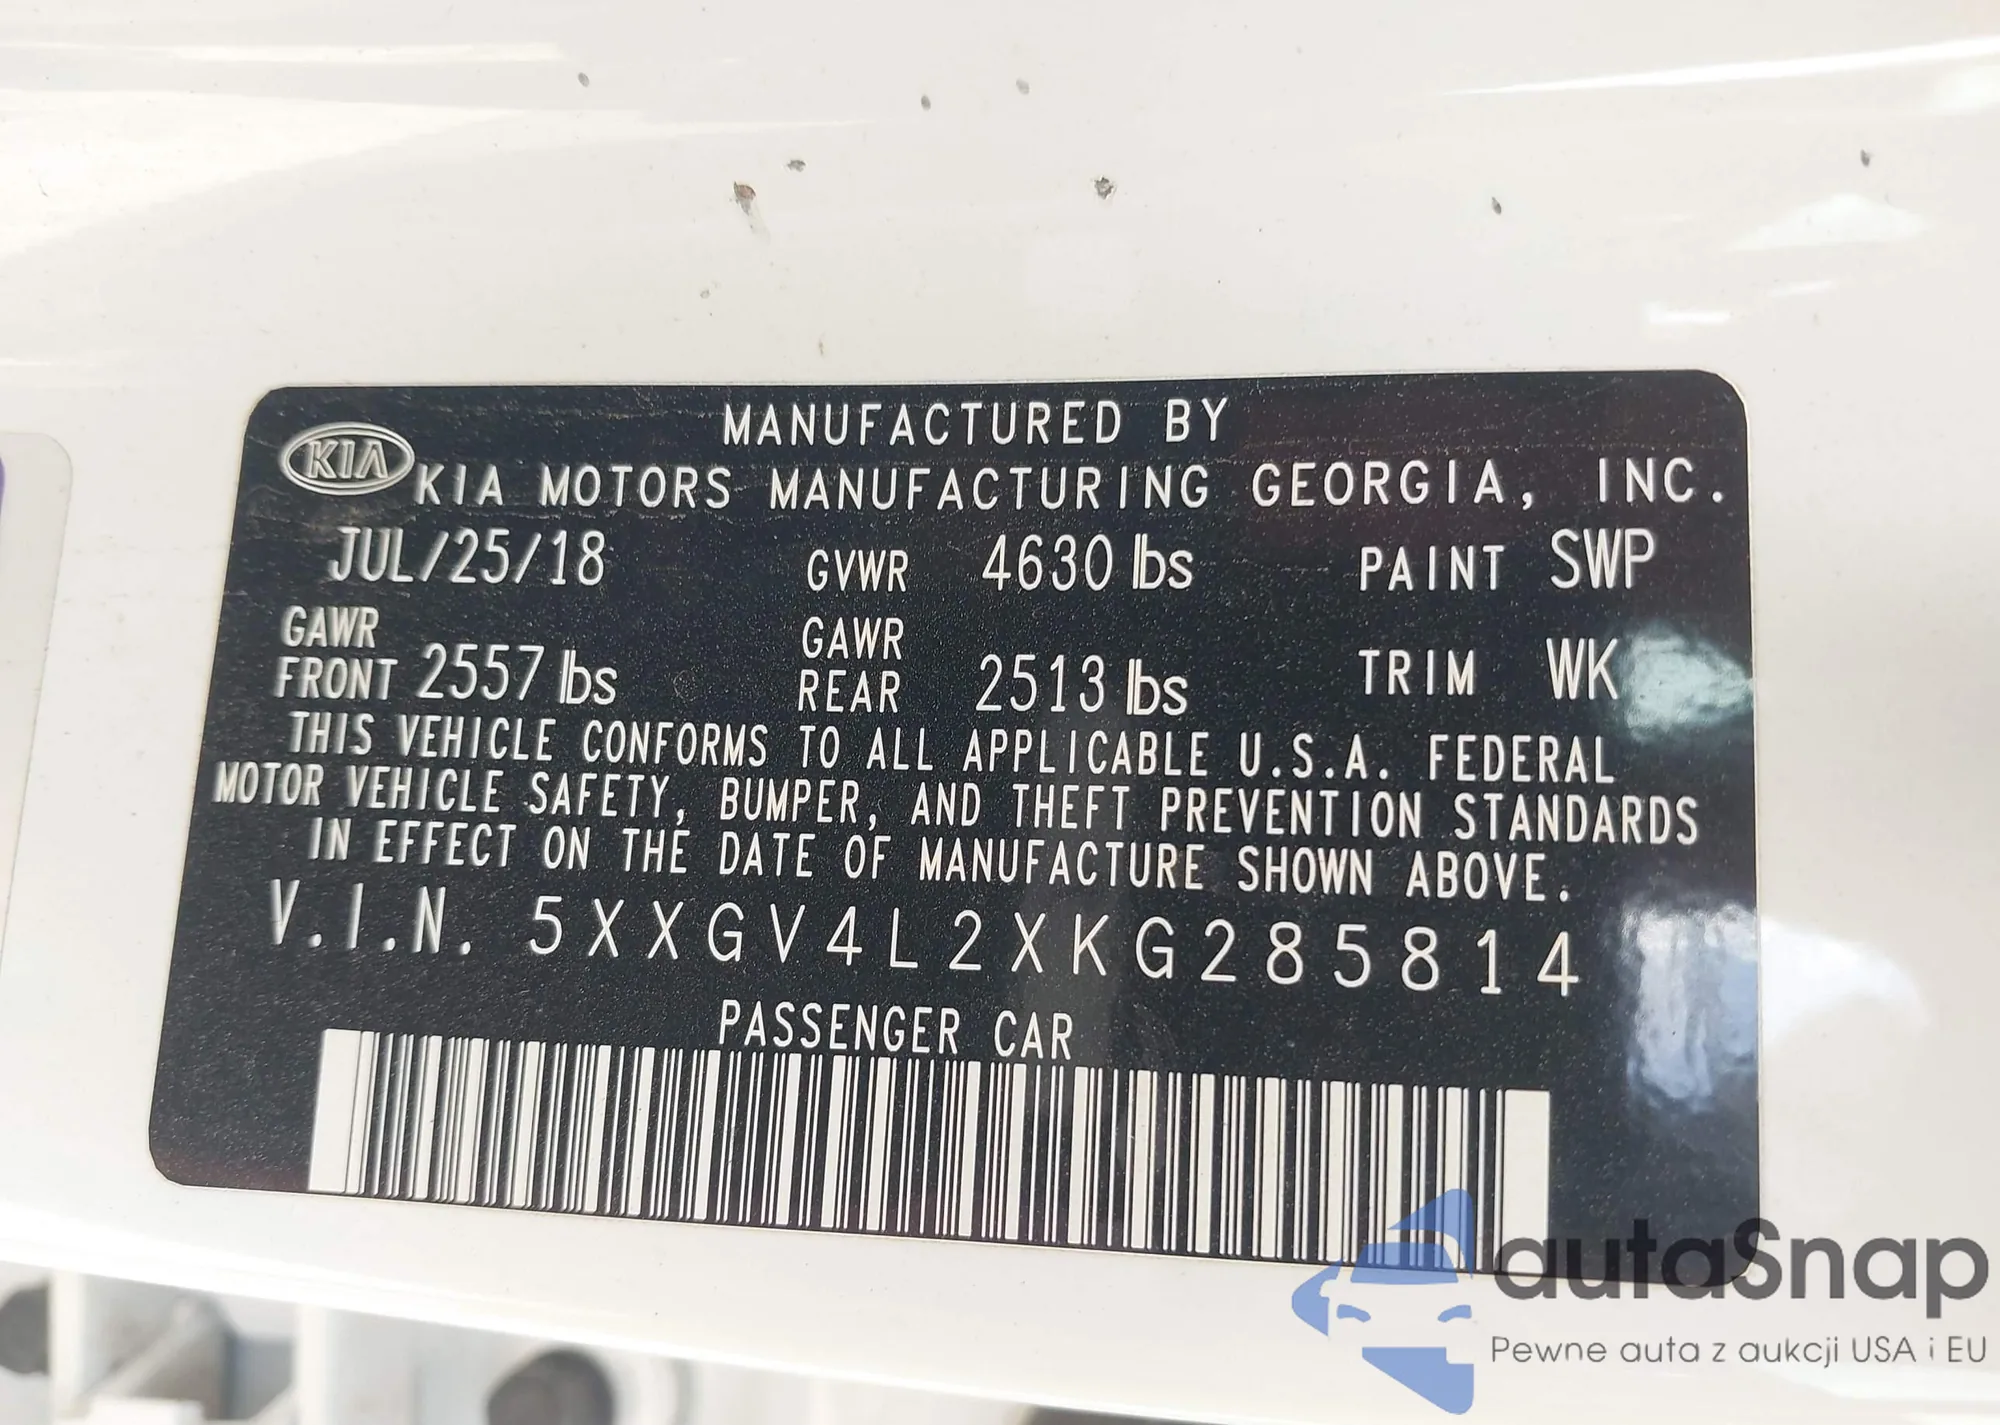 MANUFACTURED BY
KIA KIA MOTORS MANUFACTURING GEORGIA, INC.
JUL/25/18 GVWR 4630 lbs PAINT SWP
GAWR FRONT 2557 lbs GAWR REAR 2513 lbs TRIM WK
THIS VEHICLE CONFORMS TO ALL APPLICABLE U.S.A. FEDERAL
MOTOR VEHICLE SAFETY, BUMPER, AND THEFT PREVENTION STANDARDS
IN EFFECT ON THE DATE OF MANUFACTURE SHOWN ABOVE.
V.I.N. 5XXGV4L2XKG285814
PASSENGER CAR
autaSnap
Pewne auta z aukcji USA i EU